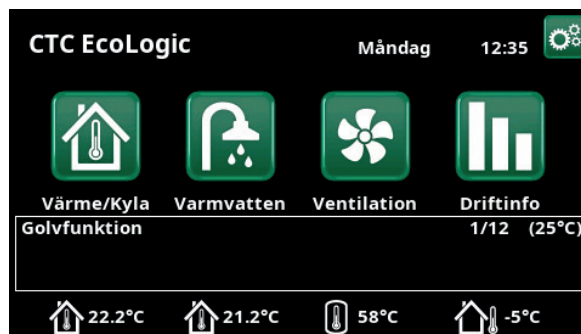 CTC EcoLogic Måndag 12:35
Värme/Kyla Varmvatten Ventilation Driftinfo
Golvfunktion 1/12 (25°C)
22.2°C 21.2°C 58°C -5°C